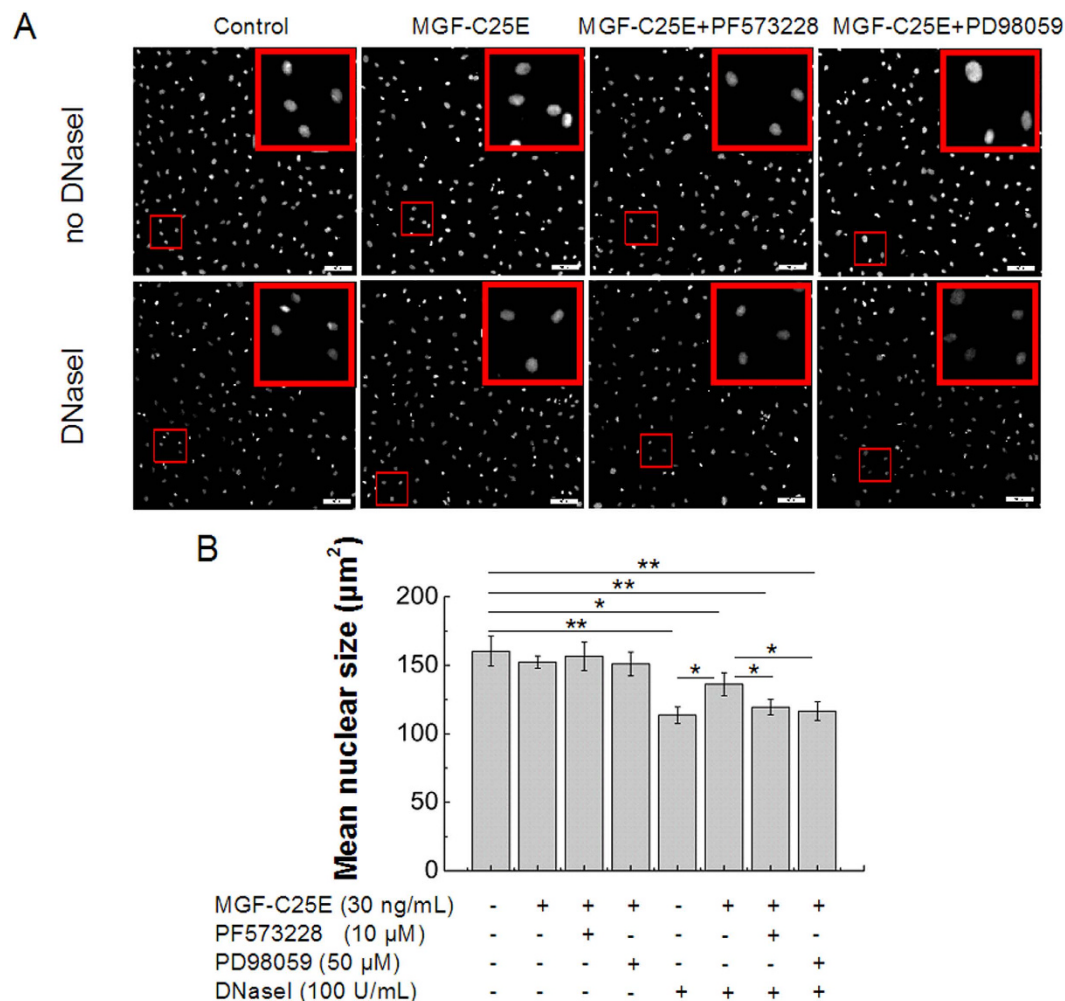 A
Control MGF-C25E MGF-C25E+PF573228 MGF-C25E+PD98059
no DNaseI
DNaseI
B
Mean nuclear size (µm²)
200
150
100
50
0
**
**
*
**
*
*
*
MGF-C25E (30 ng/mL) - + + + - + + +
PF573228 (10 µM) - - + - - - + -
PD98059 (50 µM) - - - + - - - +
DNaseI (100 U/mL) - - - - + + + +